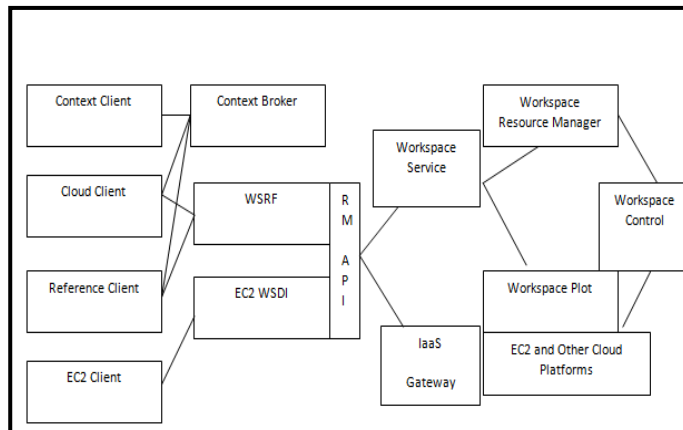 Context Client
Context Broker
Workspace
Resource Manager
Workspace
Service
Cloud Client
WSRF
R
M
A
P
I
Workspace
Control
Reference Client
EC2 WSDI
Workspace Plot
IaaS
Gateway
EC2 and Other Cloud
Platforms
EC2 Client